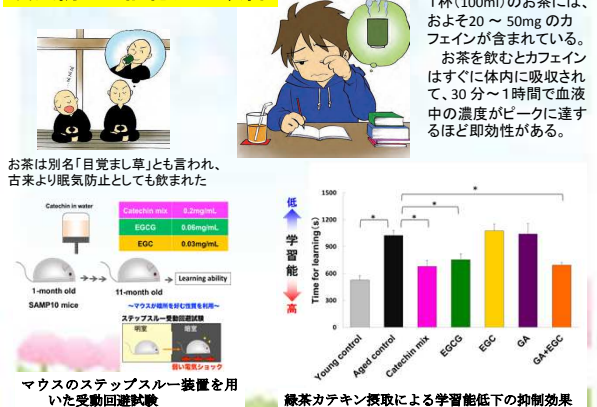 1杯(100ml)のお茶には、
およそ20 ～ 50mg のカ
フェインが含まれている。
お茶を飲むとカフェイン
はすぐに体内に吸収され
て、30 分～1時間で血液
中の濃度がピークに達す
るほど即効性がある。
お茶は別名「目覚まし草」とも言われ、
古来より眠気防止としても飲まれた
Catechin in water
Catechin mix 0.2mg/mL
EGCG 0.06mg/mL
EGC 0.03mg/mL
1-month old
SAMP10 mice
11-month old
Learning ability
～マウスが暗所を好む性質を利用～
ステップスルー受動回避試験
明室
暗室
弱い電気ショック
マウスのステップスルー装置を用
いた受動回避試験
低
学
習
能
高
Time for learning(s)
1500
1200
900
600
300
0
* * * * *
Young control
Aged control
Catechin mix
EGCG
EGC
GA
GA+EGC
緑茶カテキン摂取による学習能低下の抑制効果